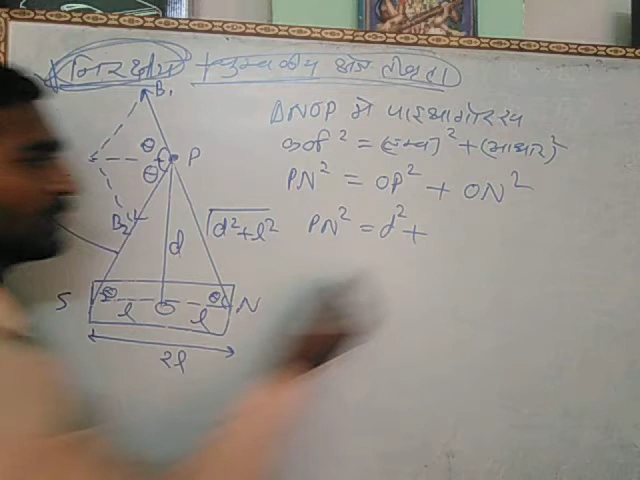 निरक्षीय चुम्बकीय क्षेत्र तीव्रता
B₁
θ
P
θ
B₂
d
√d²+l²
S
θ
θ
N
l
O
l
2l
ΔNOP में पाइथागोरस
कर्ण² = (लम्ब)² + (आधार)²
PN² = OP² + ON²
PN² = d² +